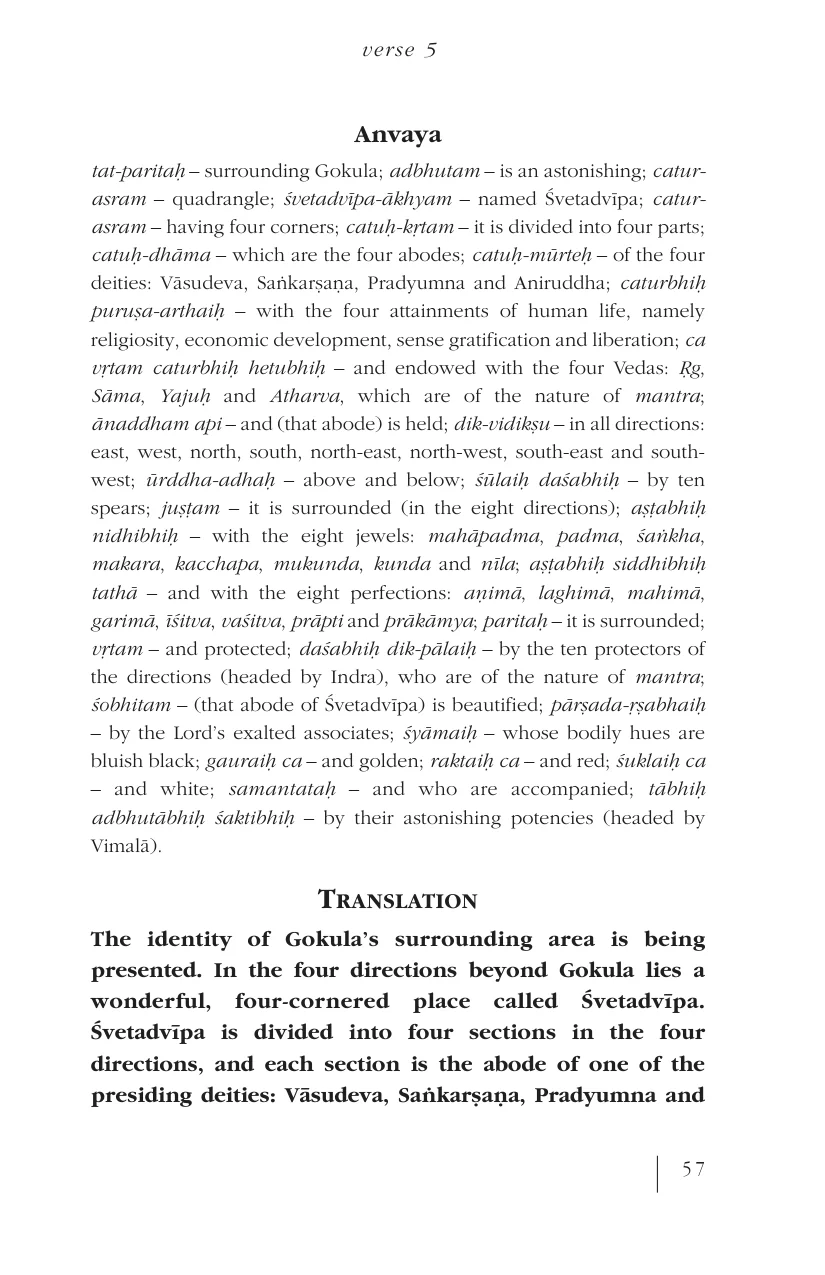 verse 5
Anvaya
tat-paritaḥ – surrounding Gokula; adbhutam – is an astonishing; catur-
asram – quadrangle; śvetadvīpa-ākhyam – named Śvetadvīpa; catur-
asram – having four corners; catuḥ-kṛtam – it is divided into four parts;
catuḥ-dhāma – which are the four abodes; catuḥ-mūrteḥ – of the four
deities: Vāsudeva, Saṅkarṣaṇa, Pradyumna and Aniruddha; caturbhiḥ
puruṣa-arthaiḥ – with the four attainments of human life, namely
religiosity, economic development, sense gratification and liberation; ca
vṛtam caturbhiḥ hetubhiḥ – and endowed with the four Vedas: Ṛg,
Sāma, Yajuḥ and Atharva, which are of the nature of mantra;
ānaddham api – and (that abode) is held; dik-vidikṣu – in all directions:
east, west, north, south, north-east, north-west, south-east and south-
west; ūrddha-adhaḥ – above and below; śūlaiḥ daśabhiḥ – by ten
spears; juṣṭam – it is surrounded (in the eight directions); aṣṭabhiḥ
nidhibhiḥ – with the eight jewels: mahāpadma, padma, śaṅkha,
makara, kacchapa, mukunda, kunda and nīla; aṣṭabhiḥ siddhibhiḥ
tathā – and with the eight perfections: aṇimā, laghimā, mahimā,
garimā, īśitva, vaśitva, prāpti and prākāmya; paritaḥ – it is surrounded;
vṛtam – and protected; daśabhiḥ dik-pālaiḥ – by the ten protectors of
the directions (headed by Indra), who are of the nature of mantra;
śobhitam – (that abode of Śvetadvīpa) is beautified; pārṣada-ṛṣabhaiḥ
– by the Lord’s exalted associates; śyāmaiḥ – whose bodily hues are
bluish black; gauraiḥ ca – and golden; raktaiḥ ca – and red; śuklaiḥ ca
– and white; samantataḥ – and who are accompanied; tābhiḥ
adbhutābhiḥ śaktibhiḥ – by their astonishing potencies (headed by
Vimalā).
TRANSLATION
The identity of Gokula’s surrounding area is being
presented. In the four directions beyond Gokula lies a
wonderful, four-cornered place called Śvetadvīpa.
Śvetadvīpa is divided into four sections in the four
directions, and each section is the abode of one of the
presiding deities: Vāsudeva, Saṅkarṣaṇa, Pradyumna and
57